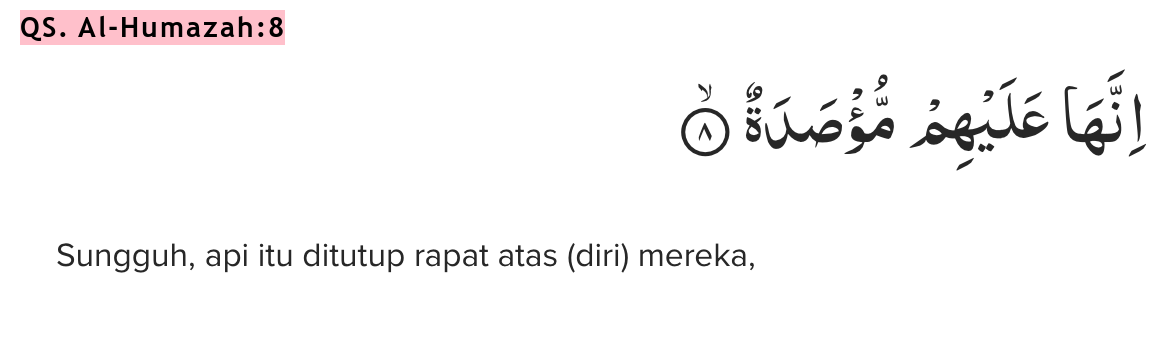 QS. Al-Humazah:8
اِنَّهَا عَلَيْهِمْ مُّؤْصَدَةٌۙ ٨
Sungguh, api itu ditutup rapat atas (diri) mereka,